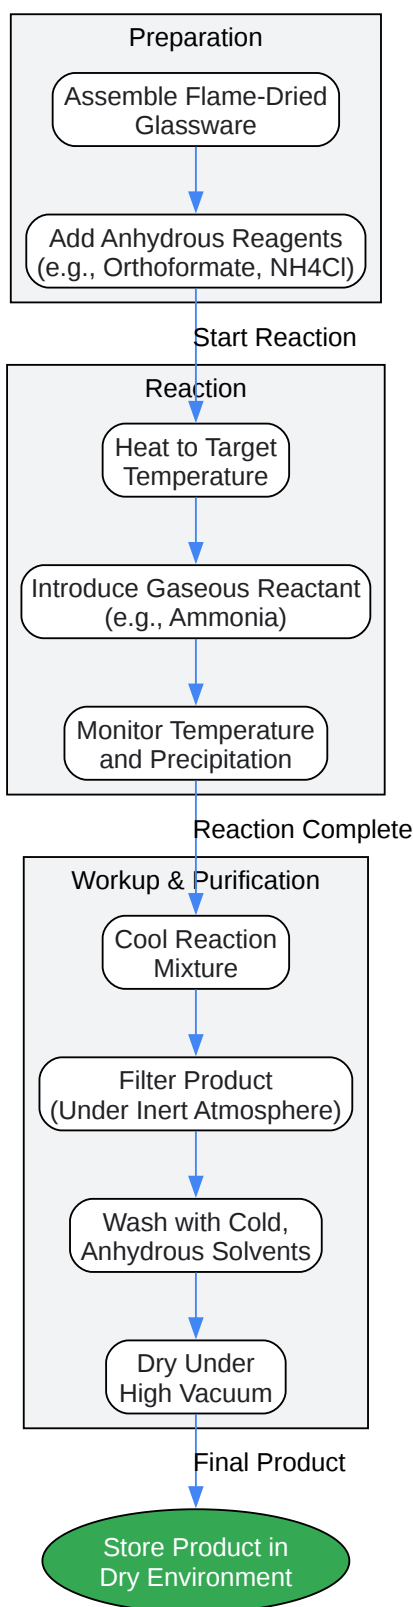 Preparation
Assemble Flame-Dried
Glassware
Add Anhydrous Reagents
(e.g., Orthoformate, NH4Cl)
Start Reaction
Reaction
Heat to Target
Temperature
Introduce Gaseous Reactant
(e.g., Ammonia)
Monitor Temperature
and Precipitation
Reaction Complete
Workup & Purification
Cool Reaction
Mixture
Filter Product
(Under Inert Atmosphere)
Wash with Cold,
Anhydrous Solvents
Dry Under
High Vacuum
Final Product
Store Product in
Dry Environment